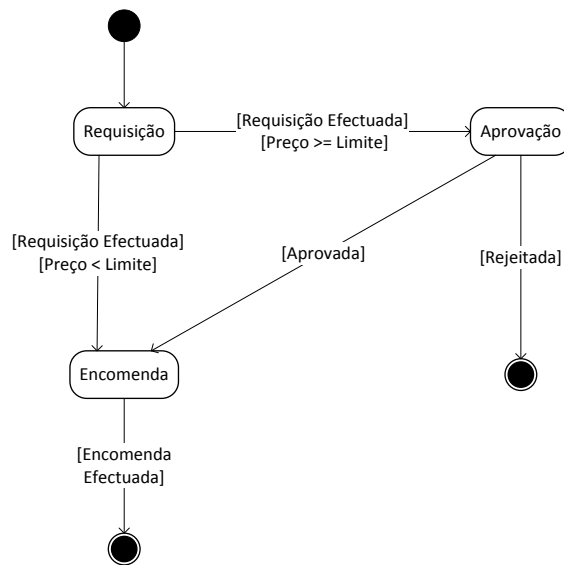 Requisição
[Requisição Efectuada]
[Preço >= Limite]
Aprovação
[Requisição Efectuada]
[Preço < Limite]
[Aprovada]
[Rejeitada]
Encomenda
[Encomenda
Efectuada]